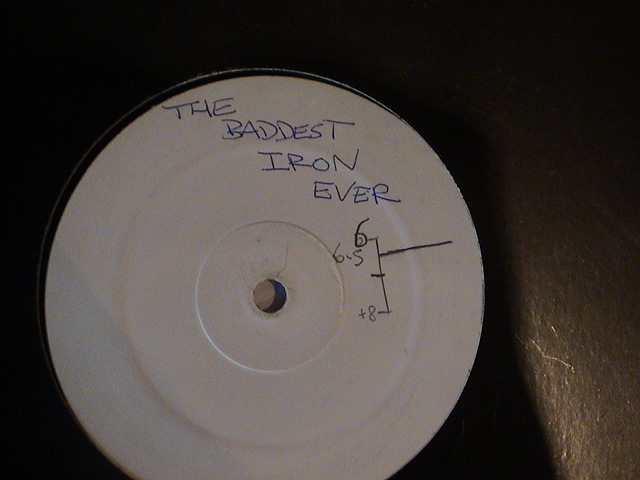 THE
BADDEST
IRON
EVER
6
6.5
+8